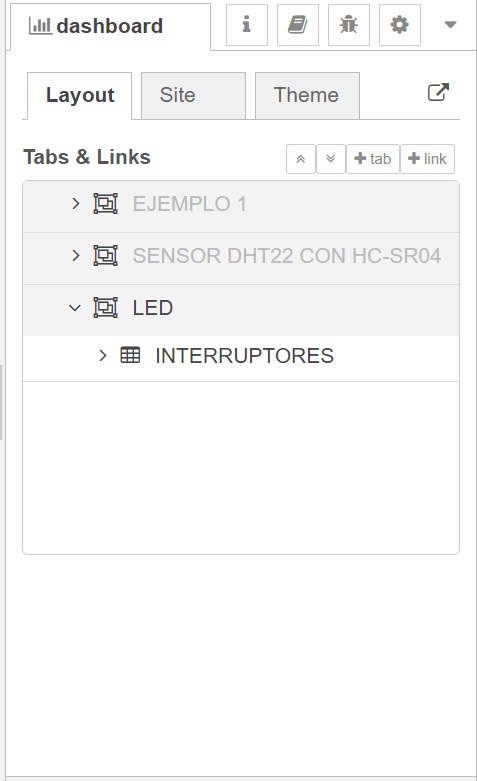 dashboard
Layout Site Theme
Tabs & Links tab link
EJEMPLO 1
SENSOR DHT22 CON HC-SR04
LED
INTERRUPTORES